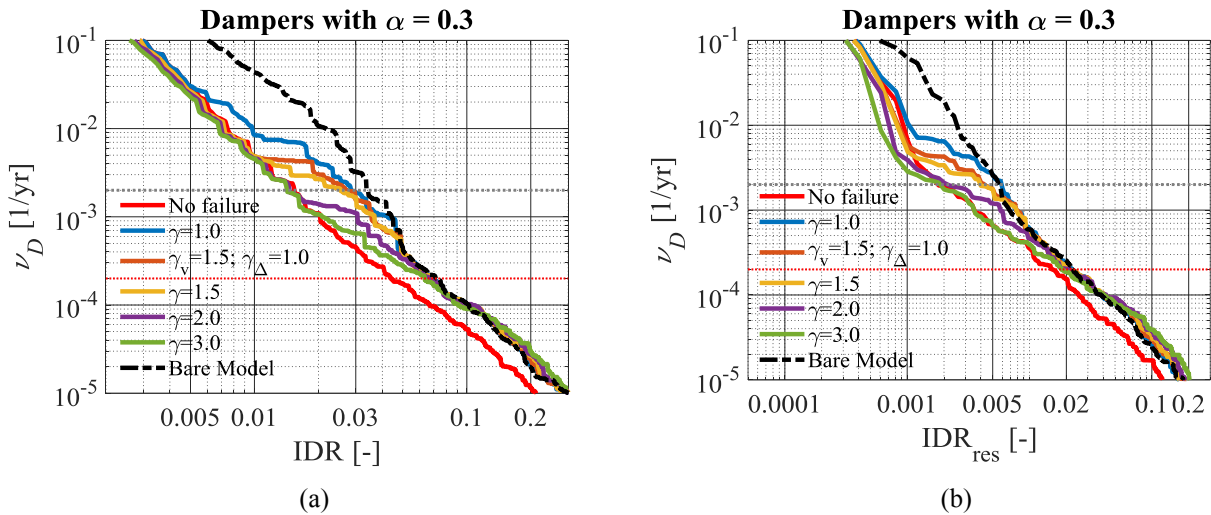 Dampers with α = 0.3
10⁻¹
10⁻²
10⁻³
10⁻⁴
10⁻⁵
ν_D [1/yr]
No failure
γ=1.0
γ_v=1.5; γ_Δ=1.0
γ=1.5
γ=2.0
γ=3.0
Bare Model
0.005 0.01 0.03 0.1 0.2
IDR [-]
(a)
Dampers with α = 0.3
10⁻¹
10⁻²
10⁻³
10⁻⁴
10⁻⁵
ν_D [1/yr]
No failure
γ=1.0
γ_v=1.5; γ_Δ=1.0
γ=1.5
γ=2.0
γ=3.0
Bare Model
0.0001 0.001 0.005 0.02 0.1 0.2
IDR_res [-]
(b)